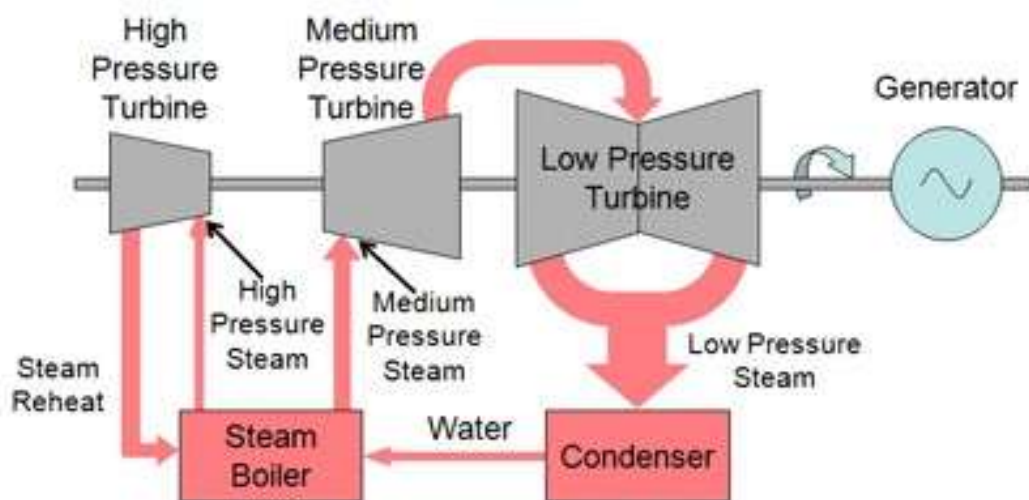 High
Pressure
Turbine
Medium
Pressure
Turbine
Generator
Low Pressure
Turbine
High
Pressure
Steam
Medium
Pressure
Steam
Low Pressure
Steam
Steam
Reheat
Steam
Boiler
Water
Condenser